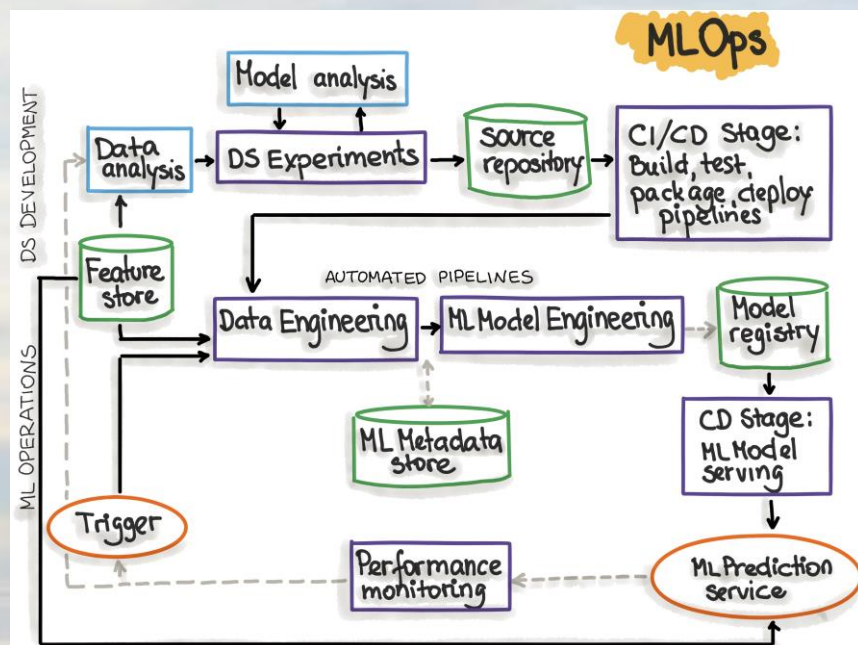 MLOps
Model analysis
DS DEVELOPMENT
Data
analysis
DS Experiments
Source
repository
CI/CD Stage:
Build, test,
package, deploy
pipelines
Feature
store
AUTOMATED PIPELINES
Data Engineering
ML Model Engineering
Model
registry
ML OPERATIONS
ML Metadata
store
CD Stage:
ML Model
serving
Trigger
Performance
monitoring
ML Prediction
service